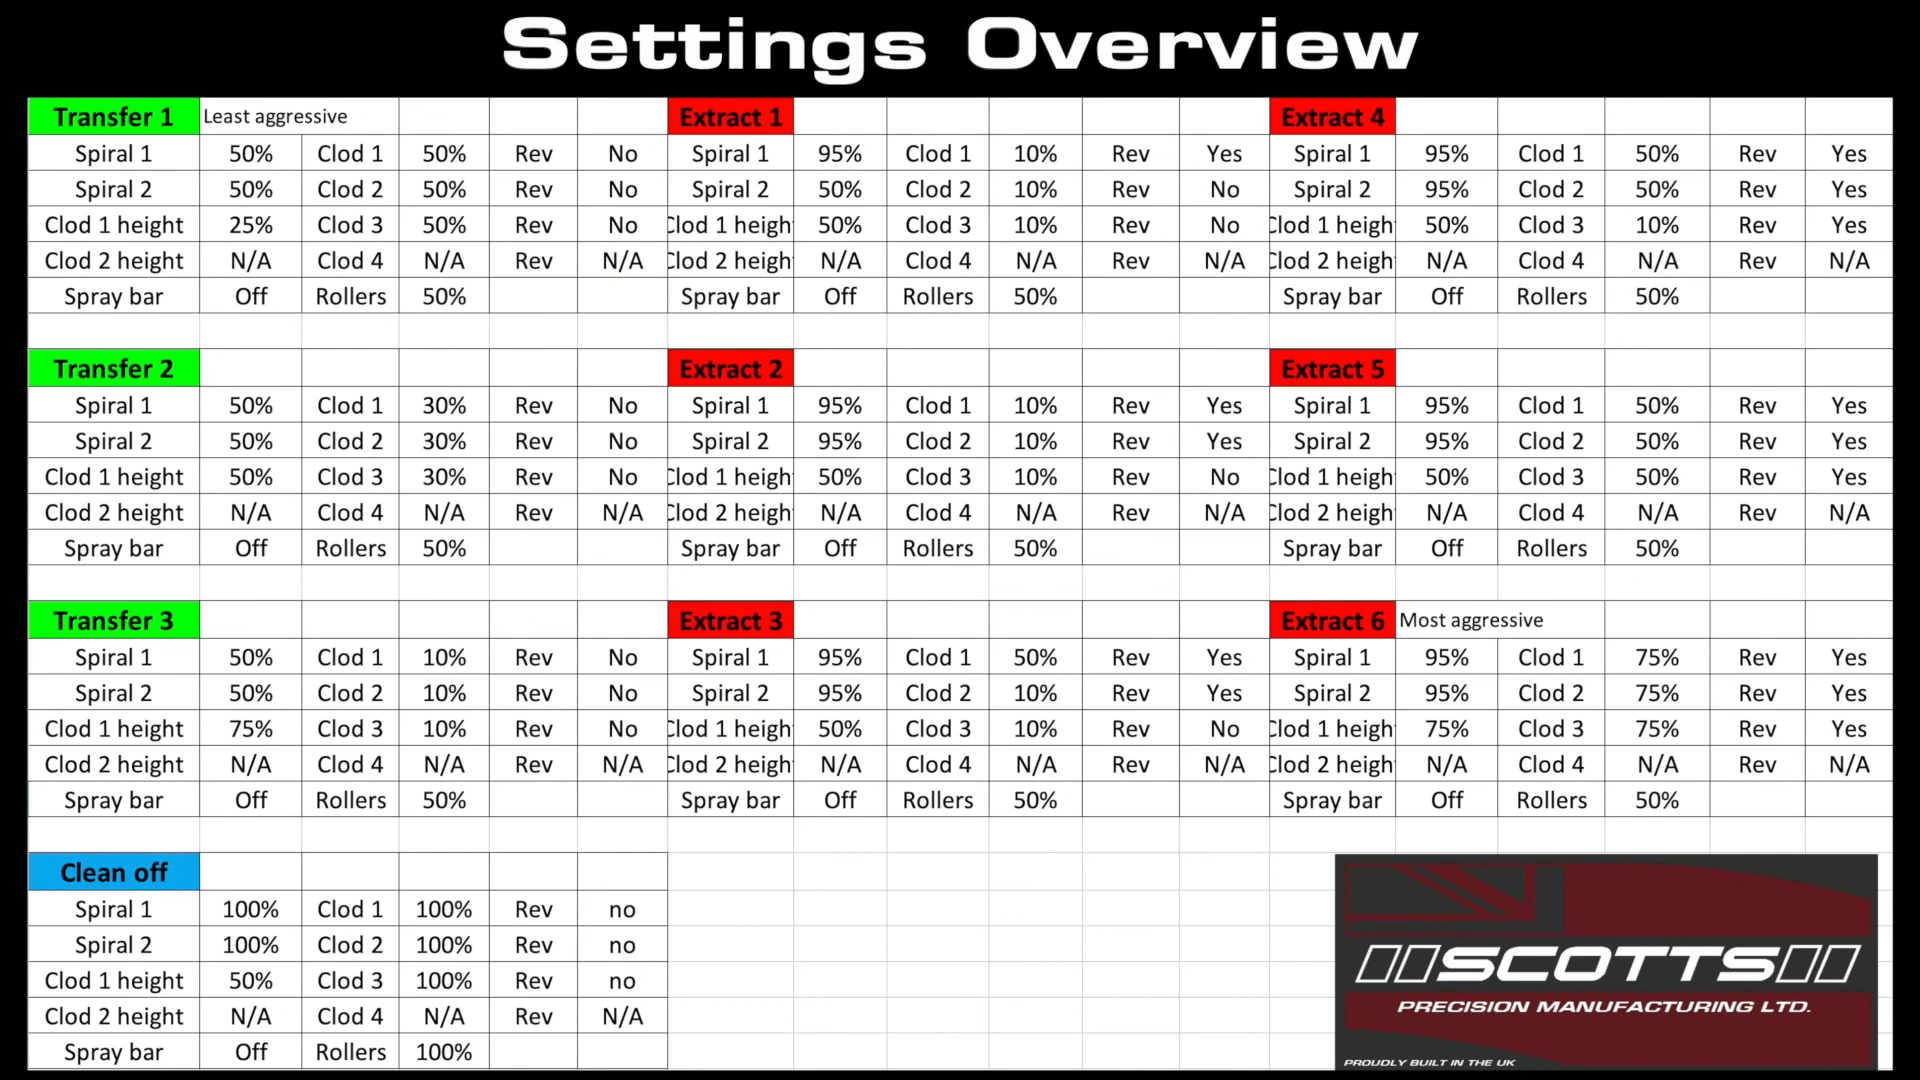 Settings Overview
Transfer 1 Least aggressive Extract 1 Extract 4
Spiral 1 50% Clod 1 50% Rev No Spiral 1 95% Clod 1 10% Rev Yes Spiral 1 95% Clod 1 50% Rev Yes
Spiral 2 50% Clod 2 50% Rev No Spiral 2 50% Clod 2 10% Rev No Spiral 2 95% Clod 2 50% Rev Yes
Clod 1 height 25% Clod 3 50% Rev No Clod 1 heigh 50% Clod 3 10% Rev No Clod 1 heigh 50% Clod 3 10% Rev Yes
Clod 2 height N/A Clod 4 N/A Rev N/A Clod 2 heigh N/A Clod 4 N/A Rev N/A Clod 2 heigh N/A Clod 4 N/A Rev N/A
Spray bar Off Rollers 50% Spray bar Off Rollers 50% Spray bar Off Rollers 50%
Transfer 2 Extract 2 Extract 5
Spiral 1 50% Clod 1 30% Rev No Spiral 1 95% Clod 1 10% Rev Yes Spiral 1 95% Clod 1 50% Rev Yes
Spiral 2 50% Clod 2 30% Rev No Spiral 2 95% Clod 2 10% Rev Yes Spiral 2 95% Clod 2 50% Rev Yes
Clod 1 height 50% Clod 3 30% Rev No Clod 1 heigh 50% Clod 3 10% Rev No Clod 1 heigh 50% Clod 3 50% Rev Yes
Clod 2 height N/A Clod 4 N/A Rev N/A Clod 2 heigh N/A Clod 4 N/A Rev N/A Clod 2 heigh N/A Clod 4 N/A Rev N/A
Spray bar Off Rollers 50% Spray bar Off Rollers 50% Spray bar Off Rollers 50%
Transfer 3 Extract 3 Extract 6 Most aggressive
Spiral 1 50% Clod 1 10% Rev No Spiral 1 95% Clod 1 50% Rev Yes Spiral 1 95% Clod 1 75% Rev Yes
Spiral 2 50% Clod 2 10% Rev No Spiral 2 95% Clod 2 10% Rev Yes Spiral 2 95% Clod 2 75% Rev Yes
Clod 1 height 75% Clod 3 10% Rev No Clod 1 heigh 50% Clod 3 10% Rev No Clod 1 heigh 75% Clod 3 75% Rev Yes
Clod 2 height N/A Clod 4 N/A Rev N/A Clod 2 heigh N/A Clod 4 N/A Rev N/A Clod 2 heigh N/A Clod 4 N/A Rev N/A
Spray bar Off Rollers 50% Spray bar Off Rollers 50% Spray bar Off Rollers 50%
Clean off
Spiral 1 100% Clod 1 100% Rev no
Spiral 2 100% Clod 2 100% Rev no
Clod 1 height 50% Clod 3 100% Rev no
Clod 2 height N/A Clod 4 N/A Rev N/A
Spray bar Off Rollers 100%
SCOTTS
PRECISION MANUFACTURING LTD.
PROUDLY BUILT IN THE UK